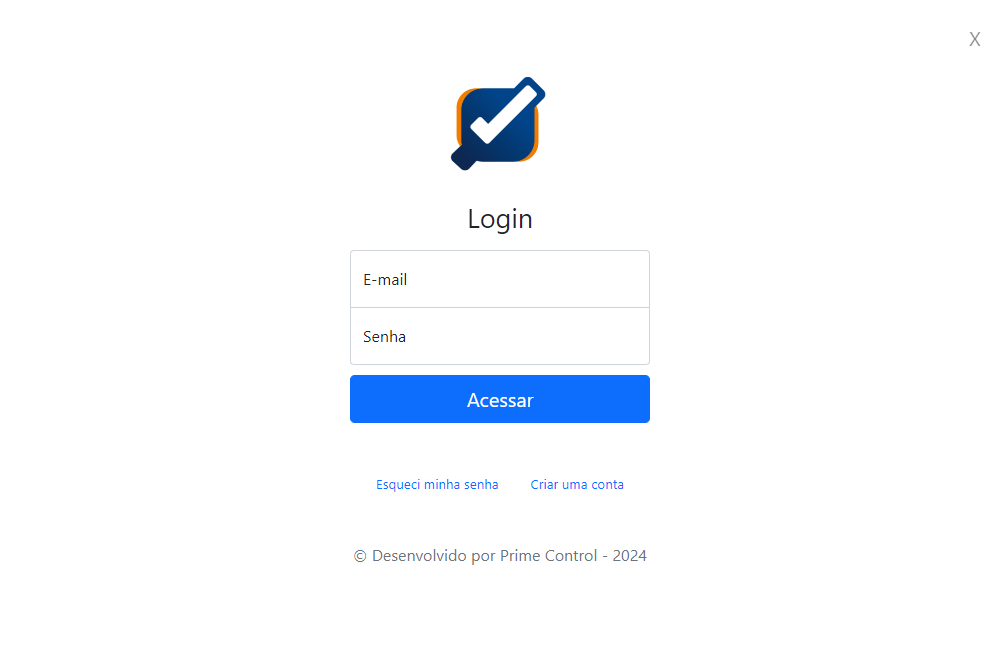 X
Login
E-mail
Senha
Acessar
Esqueci minha senha Criar uma conta
© Desenvolvido por Prime Control - 2024